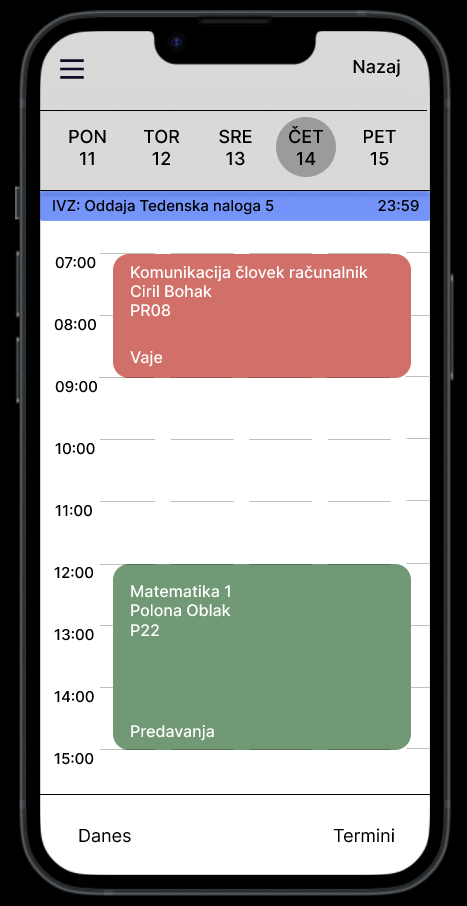 Nazaj
PON TOR SRE ČET PET
11 12 13 14 15
IVZ: Oddaja Tedenska naloga 5 23:59
07:00
Komunikacija človek računalnik
Ciril Bohak
PR08
08:00
Vaje
09:00
10:00
11:00
12:00
Matematika 1
Polona Oblak
P22
13:00
14:00
Predavanja
15:00
Danes Termini